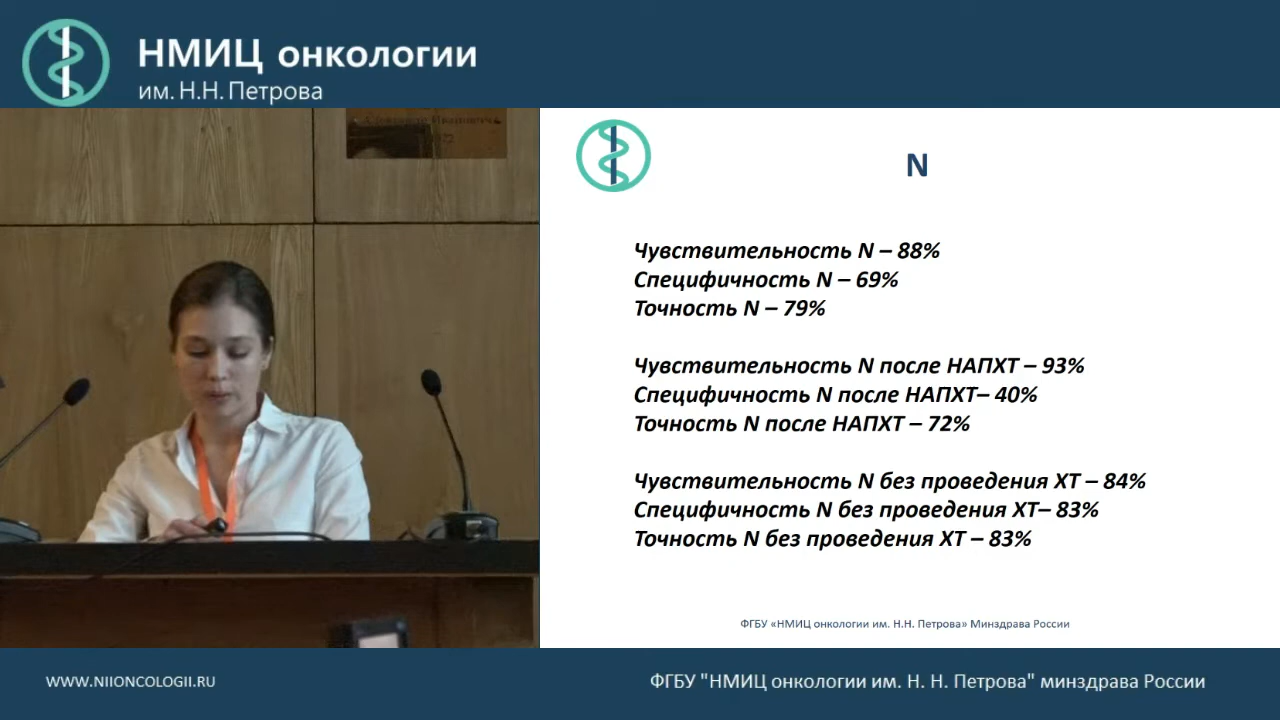 НМИЦ онкологии
им. Н.Н. Петрова
N
Чувствительность N – 88%
Специфичность N – 69%
Точность N – 79%
Чувствительность N после НАПХТ – 93%
Специфичность N после НАПХТ– 40%
Точность N после НАПХТ – 72%
Чувствительность N без проведения ХТ – 84%
Специфичность N без проведения ХТ– 83%
Точность N без проведения ХТ – 83%
ФГБУ «НМИЦ онкологии им. Н.Н. Петрова» Минздрава России
WWW.NIIONCOLOGII.RU
ФГБУ "НМИЦ онкологии им. Н. Н. Петрова" минздрава России